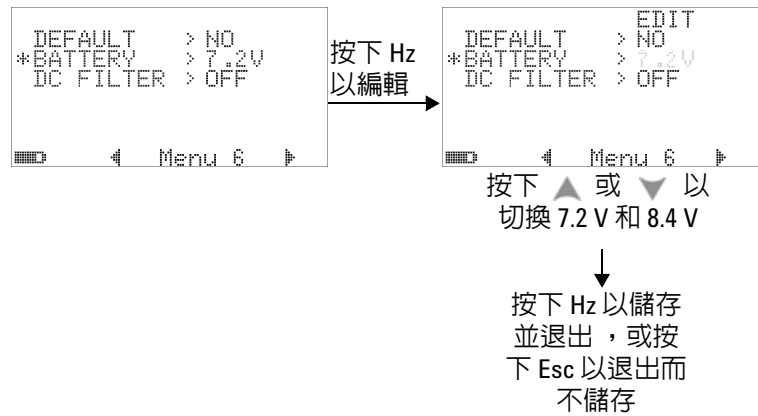 DEFAULT > NO
*BATTERY > 7.2V
DC FILTER > OFF
Menu 6
按下 Hz
以編輯
EDIT
DEFAULT > NO
*BATTERY > 7.2V
DC FILTER > OFF
Menu 6
按下 ▲ 或 ▼ 以
切換 7.2 V 和 8.4 V
按下 Hz 以儲存
並退出 ，或按
下 Esc 以退出而
不儲存